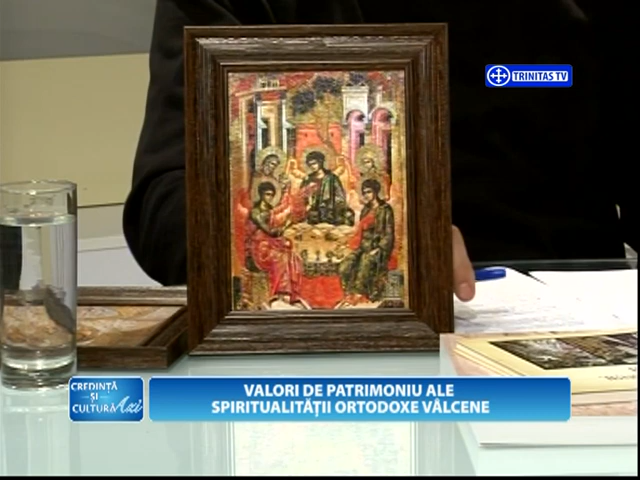 TRINITAS TV
CREDINȚĂ
ȘI
CULTURĂ Azi
VALORI DE PATRIMONIU ALE
SPIRITUALITĂȚII ORTODOXE VÂLCENE